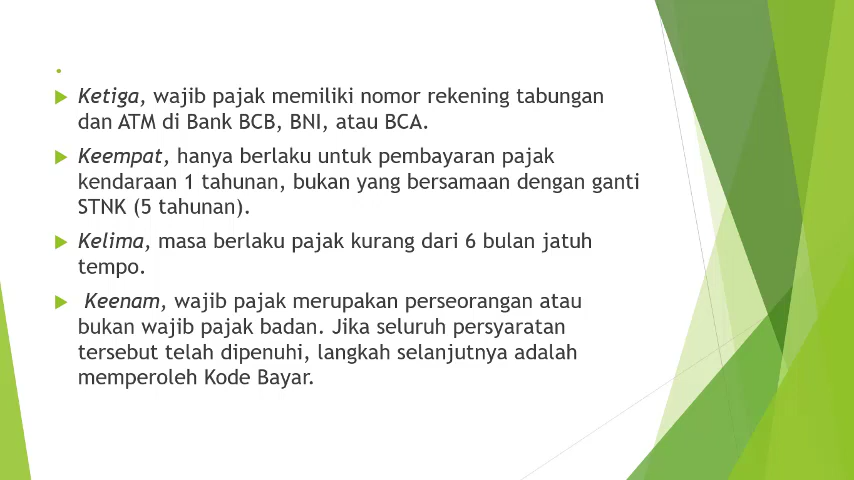 .
Ketiga, wajib pajak memiliki nomor rekening tabungan
dan ATM di Bank BCB, BNI, atau BCA.
Keempat, hanya berlaku untuk pembayaran pajak
kendaraan 1 tahunan, bukan yang bersamaan dengan ganti
STNK (5 tahunan).
Kelima, masa berlaku pajak kurang dari 6 bulan jatuh
tempo.
Keenam, wajib pajak merupakan perseorangan atau
bukan wajib pajak badan. Jika seluruh persyaratan
tersebut telah dipenuhi, langkah selanjutnya adalah
memperoleh Kode Bayar.